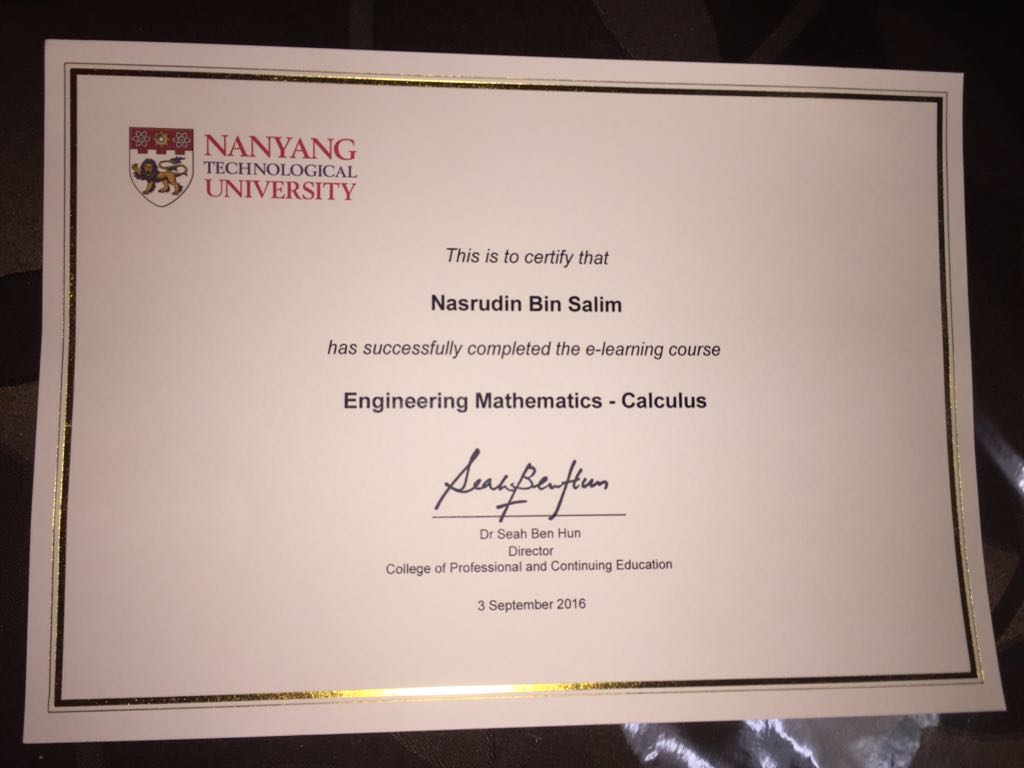 NANYANG
TECHNOLOGICAL
UNIVERSITY
This is to certify that
Nasrudin Bin Salim
has successfully completed the e-learning course
Engineering Mathematics - Calculus
Seah Ben Hun
Dr Seah Ben Hun
Director
College of Professional and Continuing Education
3 September 2016